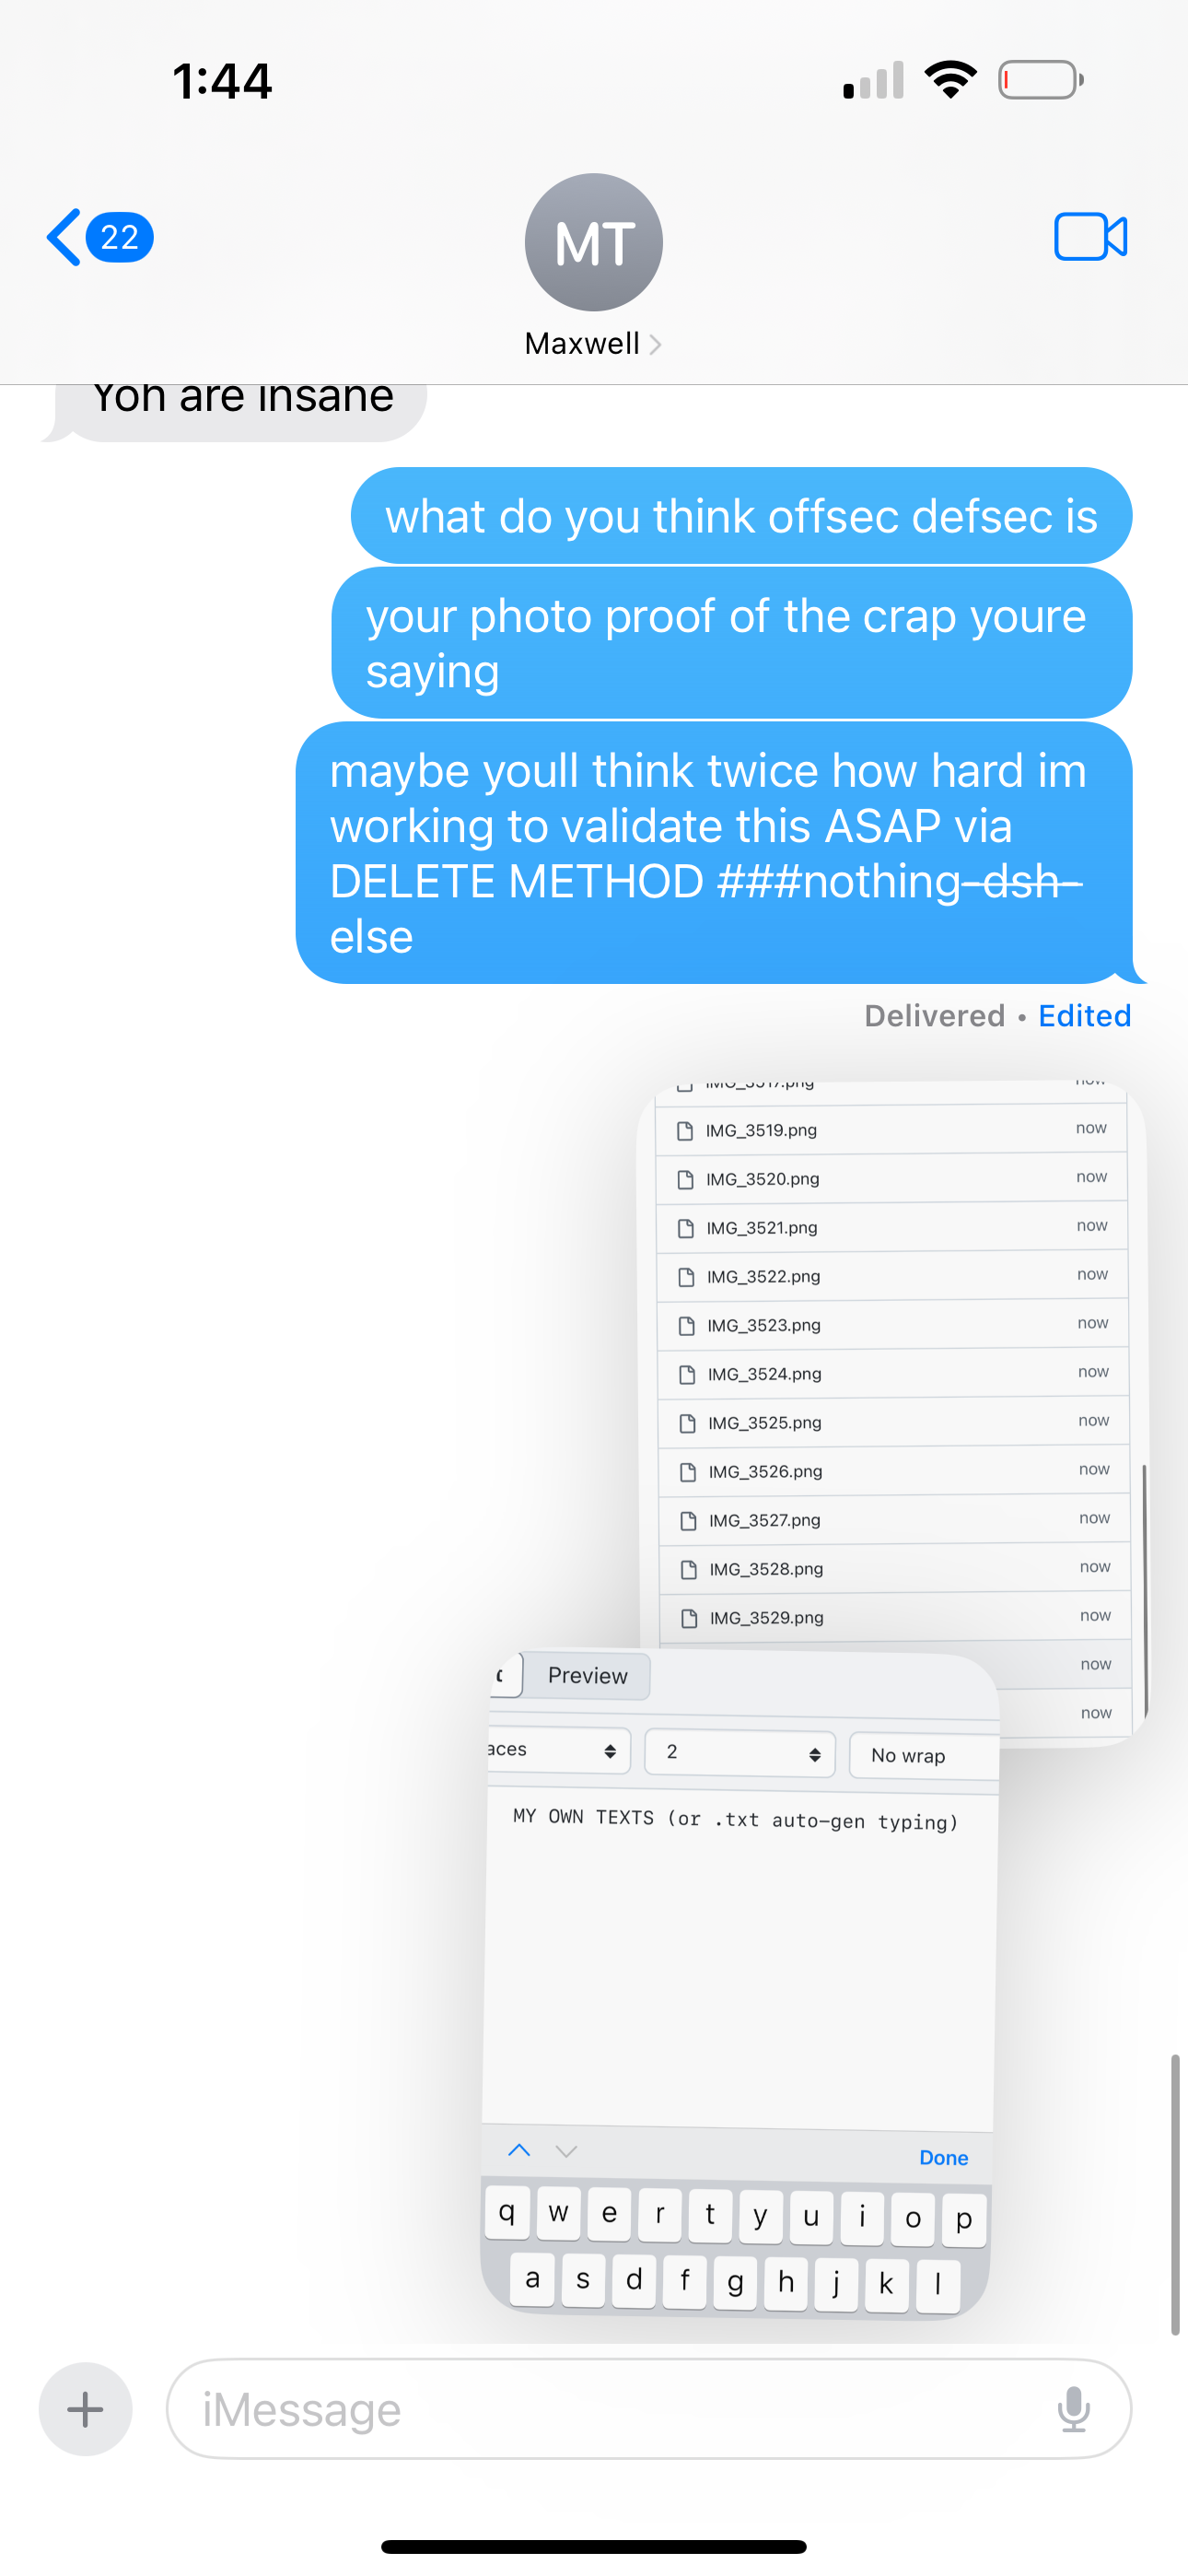 1:44
22
MT
Maxwell
Yoh are insane
what do you think offsec defsec is
your photo proof of the crap youre
saying
maybe youll think twice how hard im
working to validate this ASAP via
DELETE METHOD ###nothing-dsh-
else
Delivered • Edited
IMG_3517.png now
IMG_3519.png now
IMG_3520.png now
IMG_3521.png now
IMG_3522.png now
IMG_3523.png now
IMG_3524.png now
IMG_3525.png now
IMG_3526.png now
IMG_3527.png now
IMG_3528.png now
IMG_3529.png now
now
now
Preview
aces 2 No wrap
MY OWN TEXTS (or .txt auto-gen typing)
Done
q w e r t y u i o p
a s d f g h j k l
iMessage